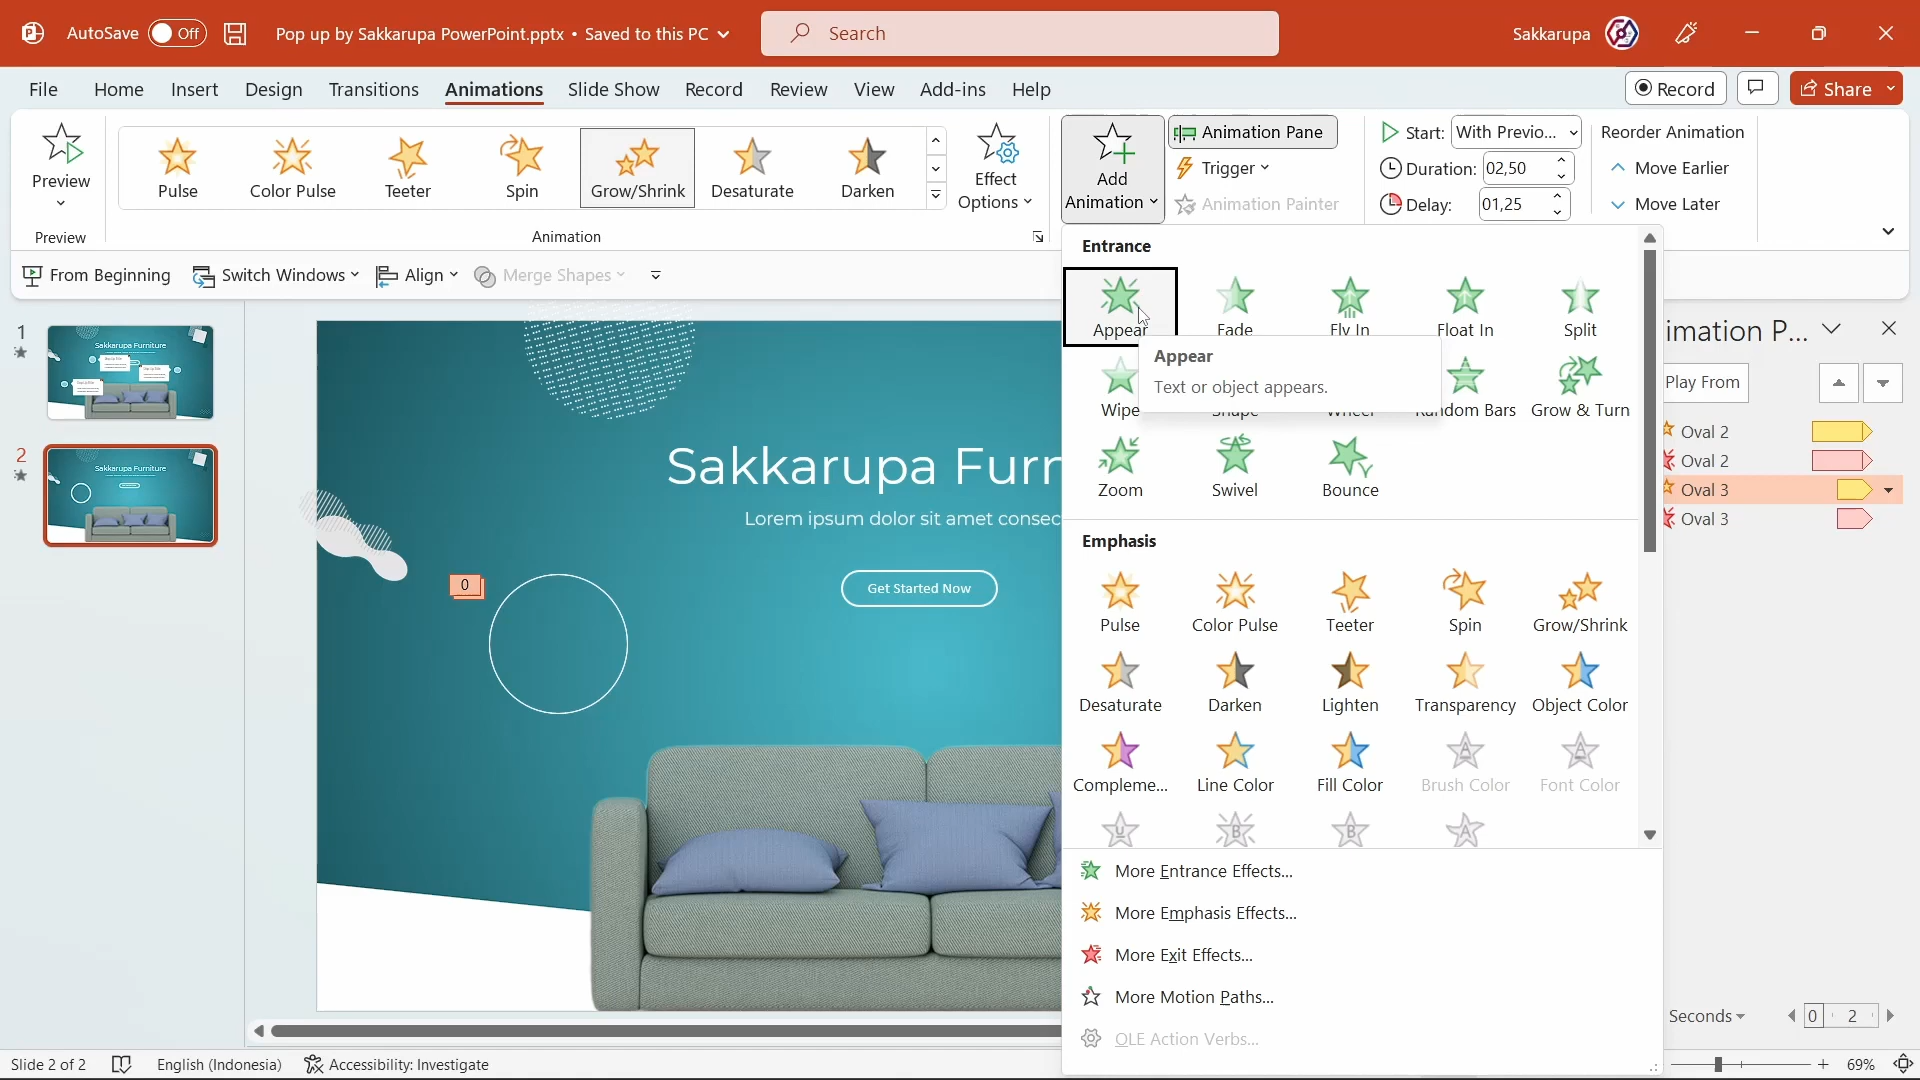 AutoSave Off Pop up by Sakkarupa PowerPoint.pptx • Saved to this PC Search Sakkarupa
File Home Insert Design Transitions Animations Slide Show Record Review View Add-ins Help Record Share
Preview
Pulse Color Pulse Teeter Spin Grow/Shrink Desaturate Darken
Effect
Options
Add
Animation
Animation Pane
Trigger
Animation Painter
Start: With Previo...
Duration: 02,50
Delay: 01,25
Reorder Animation
Move Earlier
Move Later
Preview
Animation
From Beginning Switch Windows Align Merge Shapes
1
Sakkarupa Furniture
2
Sakkarupa Furniture
Sakkarupa Furn
Lorem ipsum dolor sit amet consec
0
Get Started Now
Entrance
Appear Fade Fly In Float In Split
Appear
Text or object appears.
Wipe Shape Wheel Random Bars Grow & Turn
Zoom Swivel Bounce
Emphasis
Pulse Color Pulse Teeter Spin Grow/Shrink
Desaturate Darken Lighten Transparency Object Color
Compleme... Line Color Fill Color Brush Color Font Color
More Entrance Effects...
More Emphasis Effects...
More Exit Effects...
More Motion Paths...
OLE Action Verbs...
imation P...
Play From
Oval 2
Oval 2
Oval 3
Oval 3
Seconds 0 2
Slide 2 of 2 English (Indonesia) Accessibility: Investigate 69%